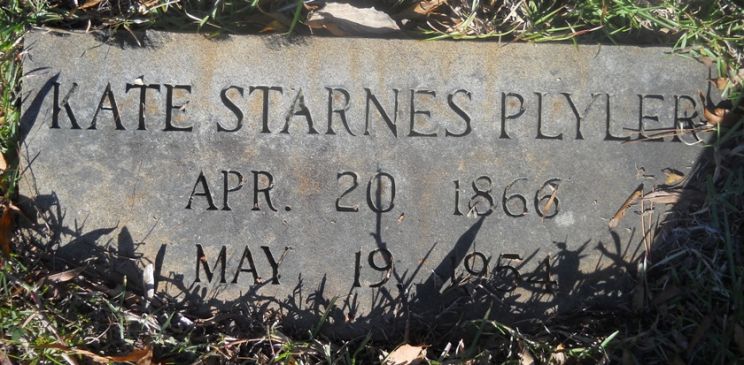 KATE STARNES PLYLER
APR. 20 1866
MAY 19, 1954